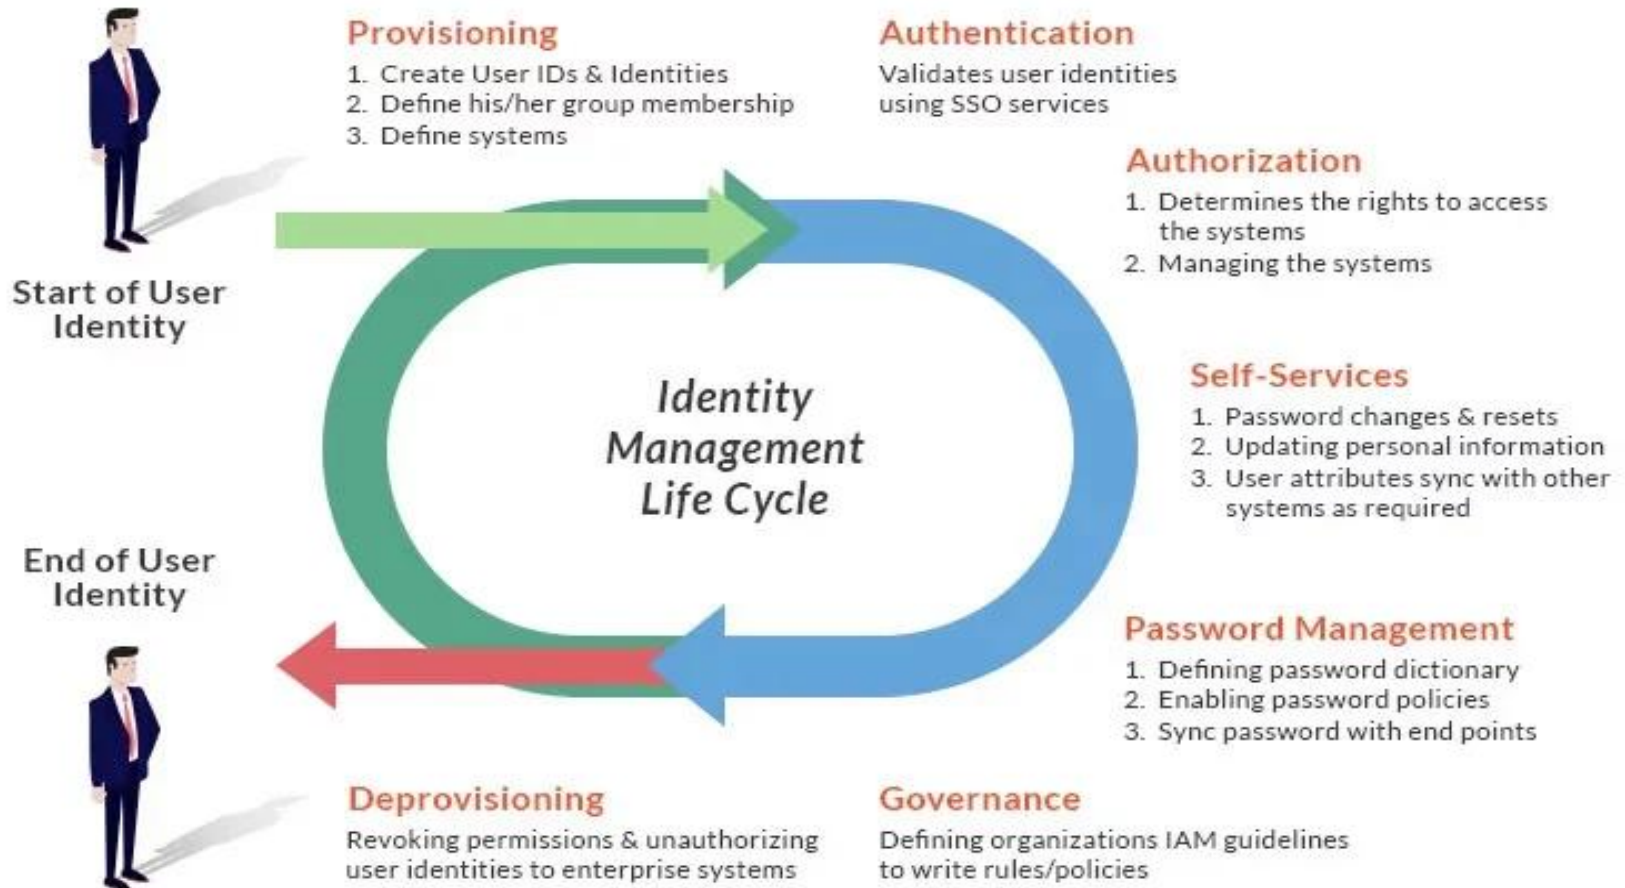 Provisioning
1. Create User IDs & Identities
2. Define his/her group membership
3. Define systems
Authentication
Validates user identities
using SSO services
Authorization
1. Determines the rights to access
the systems
2. Managing the systems
Start of User
Identity
Identity
Management
Life Cycle
Self-Services
1. Password changes & resets
2. Updating personal information
3. User attributes sync with other
systems as required
End of User
Identity
Password Management
1. Defining password dictionary
2. Enabling password policies
3. Sync password with end points
Deprovisioning
Revoking permissions & unauthorizing
user identities to enterprise systems
Governance
Defining organizations IAM guidelines
to write rules/policies